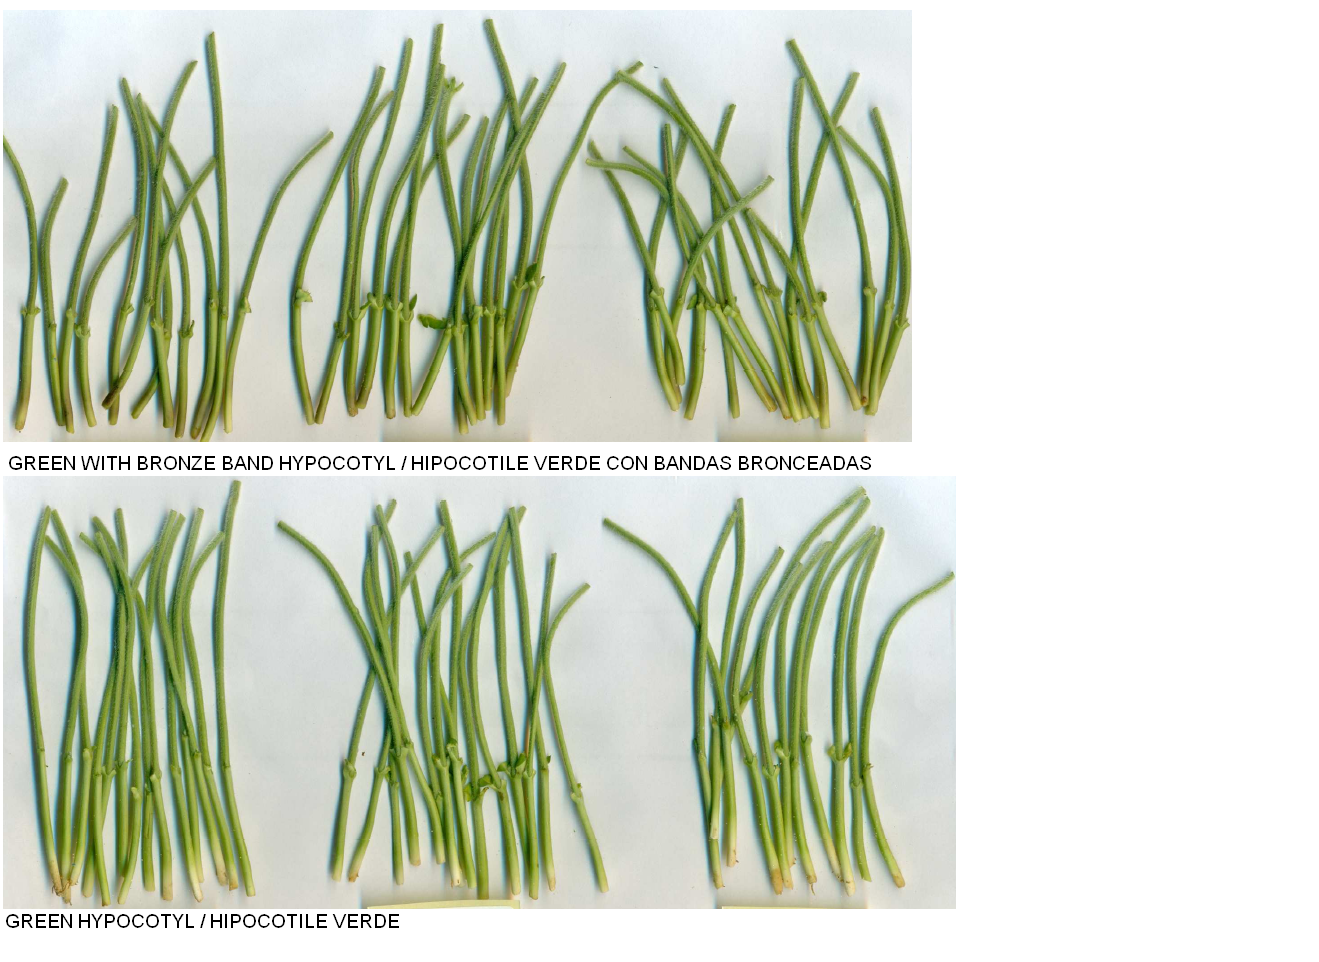 GREEN WITH BRONZE BAND HYPOCOTYL / HIPOCOTILE VERDE CON BANDAS BRONCEADAS
GREEN HYPOCOTYL / HIPOCOTILE VERDE